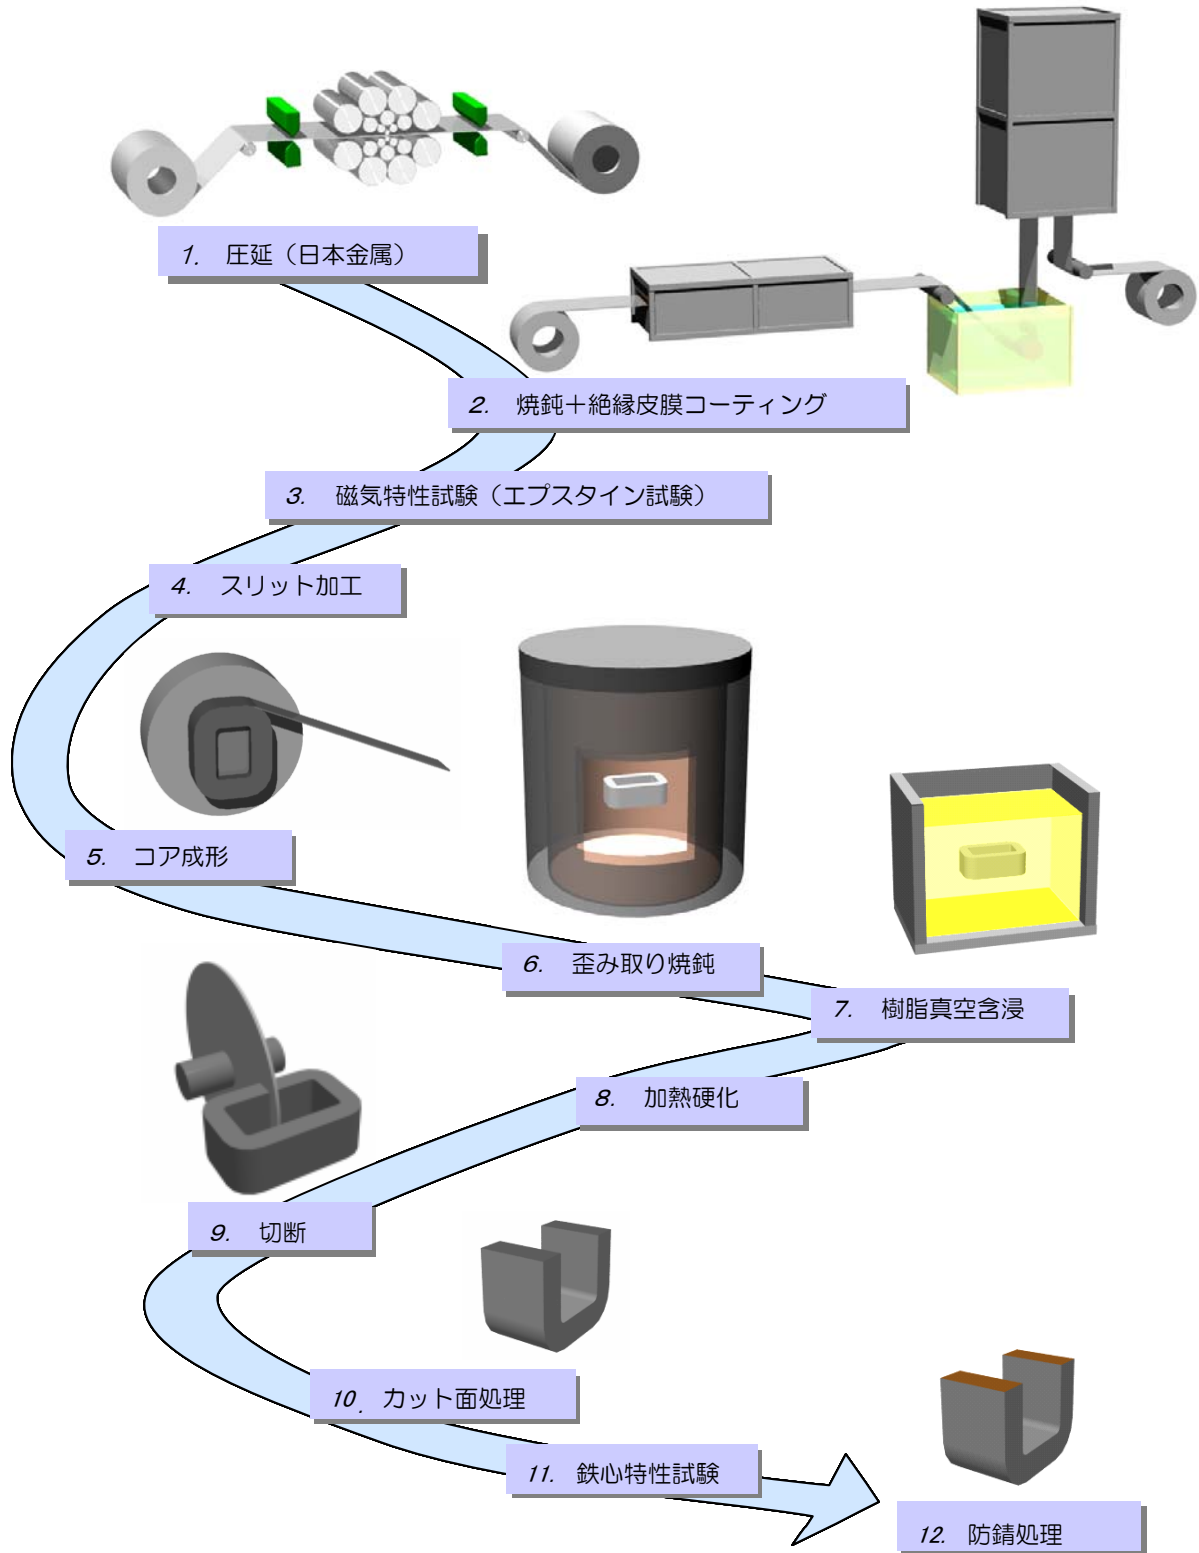 1. 圧延（日本金属）
2. 焼鈍＋絶縁皮膜コーティング
3. 磁気特性試験（エプスタイン試験）
4. スリット加工
5. コア成形
6. 歪み取り焼鈍
7. 樹脂真空含浸
8. 加熱硬化
9. 切断
10. カット面処理
11. 鉄心特性試験
12. 防錆処理